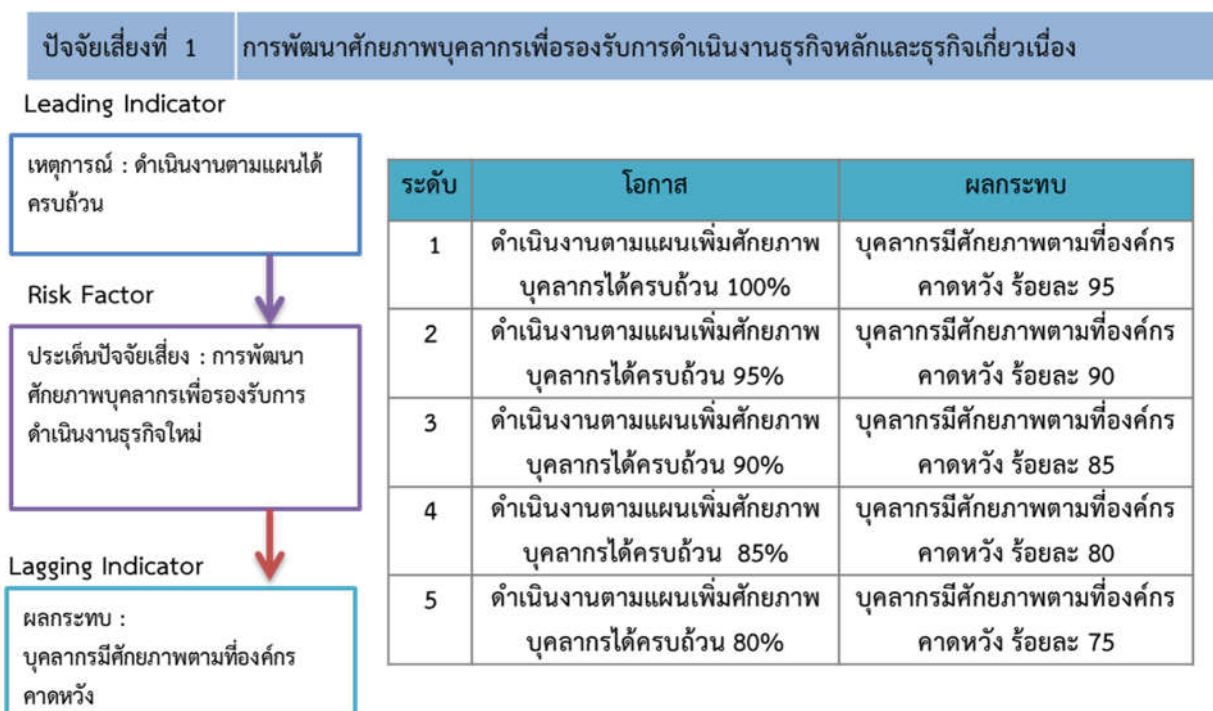 ปัจจัยเสี่ยงที่ 1 การพัฒนาศักยภาพบุคลากรเพื่อรองรับการดำเนินงานธุรกิจหลักและธุรกิจเกี่ยวเนื่อง
Leading Indicator
เหตุการณ์ : ดำเนินงานตามแผนได้
ครบถ้วน
Risk Factor
ประเด็นปัจจัยเสี่ยง : การพัฒนา
ศักยภาพบุคลากรเพื่อรองรับการ
ดำเนินงานธุรกิจใหม่
Lagging Indicator
ผลกระทบ :
บุคลากรมีศักยภาพตามที่องค์กร
คาดหวัง
ระดับ โอกาส ผลกระทบ
1 ดำเนินงานตามแผนเพิ่มศักยภาพ บุคลากรมีศักยภาพตามที่องค์กร
บุคลากรได้ครบถ้วน 100% คาดหวัง ร้อยละ 95
2 ดำเนินงานตามแผนเพิ่มศักยภาพ บุคลากรมีศักยภาพตามที่องค์กร
บุคลากรได้ครบถ้วน 95% คาดหวัง ร้อยละ 90
3 ดำเนินงานตามแผนเพิ่มศักยภาพ บุคลากรมีศักยภาพตามที่องค์กร
บุคลากรได้ครบถ้วน 90% คาดหวัง ร้อยละ 85
4 ดำเนินงานตามแผนเพิ่มศักยภาพ บุคลากรมีศักยภาพตามที่องค์กร
บุคลากรได้ครบถ้วน 85% คาดหวัง ร้อยละ 80
5 ดำเนินงานตามแผนเพิ่มศักยภาพ บุคลากรมีศักยภาพตามที่องค์กร
บุคลากรได้ครบถ้วน 80% คาดหวัง ร้อยละ 75